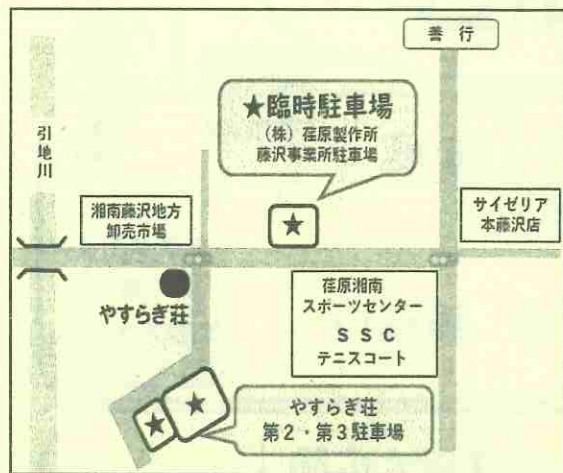 善行
★臨時駐車場
(株) 荏原製作所
藤沢事業所駐車場
引地川
湘南藤沢地方
卸売市場
サイゼリア
本藤沢店
やすらぎ荘
荏原湘南
スポーツセンター
S S C
テニスコート
やすらぎ荘
第2・第3駐車場